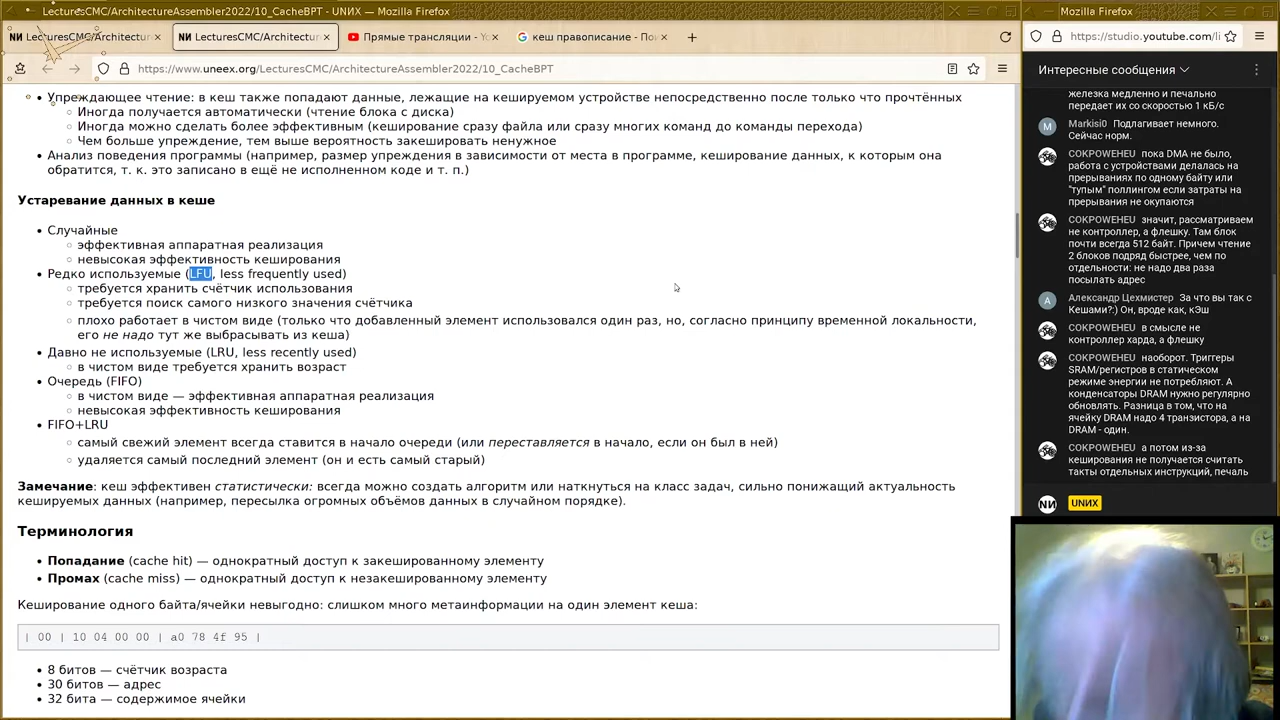 LecturesCMC/ArchitectureAssembler2022/10_CacheBPT - UNИX — Mozilla Firefox
Mozilla Firefox
NИ LecturesCMC/Architectur ×
NИ LecturesCMC/Architectur ×
Прямые трансляции - Yo ×
кеш правописание - По ×
https://www.uneex.org/LecturesCMC/ArchitectureAssembler2022/10_CacheBPT
https://studio.youtube.com/li
Упреждающее чтение: в кеш также попадают данные, лежащие на кешируемом устройстве непосредственно после только что прочтённых
Иногда получается автоматически (чтение блока с диска)
Иногда можно сделать более эффективным (кеширование сразу файла или сразу многих команд до команды перехода)
Чем больше упреждение, тем выше вероятность закешировать ненужное
Анализ поведения программы (например, размер упреждения в зависимости от места в программе, кеширование данных, к которым она
обратится, т. к. это записано в ещё не исполненном коде и т. п.)
Устаревание данных в кеше
Случайные
эффективная аппаратная реализация
невысокая эффективность кеширования
Редко используемые (LFU, less frequently used)
требуется хранить счётчик использования
требуется поиск самого низкого значения счётчика
плохо работает в чистом виде (только что добавленный элемент использовался один раз, но, согласно принципу временной локальности,
его не надо тут же выбрасывать из кеша)
Давно не используемые (LRU, less recently used)
в чистом виде требуется хранить возраст
Очередь (FIFO)
в чистом виде — эффективная аппаратная реализация
невысокая эффективность кеширования
FIFO+LRU
самый свежий элемент всегда ставится в начало очереди (или переставляется в начало, если он был в ней)
удаляется самый последний элемент (он и есть самый старый)
Замечание: кеш эффективен статистически: всегда можно создать алгоритм или наткнуться на класс задач, сильно понижающий актуальность
кешируемых данных (например, пересылка огромных объёмов данных в случайном порядке).
Терминология
Попадание (cache hit) — однократный доступ к закешированному элементу
Промах (cache miss) — однократный доступ к незакешированному элементу
Кеширование одного байта/ячейки невыгодно: слишком много метаинформации на один элемент кеша:
| 00 | 10 04 00 00 | a0 78 4f 95 |
8 битов — счётчик возраста
30 битов — адрес
32 бита — содержимое ячейки
Интересные сообщения
железка медленно и печально
передает их со скоростью 1 кБ/с
M Markisi0 Подлагивает немного.
Сейчас норм.
COKPOWEHEU пока DMA не было,
работа с устройствами делалась на
прерываниях по одному байту или
"тупым" поллингом если затраты на
прерывания не окупаются
COKPOWEHEU значит, рассматриваем
не контроллер, а флешку. Там блок
почти всегда 512 байт. Причем чтение
2 блоков подряд быстрее, чем по
отдельности: не надо два раза
посылать адрес
А Александр Цехмистер За что вы так с
Кешами?:) Он, вроде как, кЭш
COKPOWEHEU в смысле не
контроллер харда, а флешку
COKPOWEHEU наоборот. Триггеры
SRAM/регистров в статическом
режиме энергии не потребляют. А
конденсаторы DRAM нужно регулярно
обновлять. Разница в том, что на
ячейку DRAM надо 4 транзистора, а на
DRAM - один.
COKPOWEHEU а потом из-за
кеширования не получается считать
такты отдельных инструкций, печаль
NИ UNИX